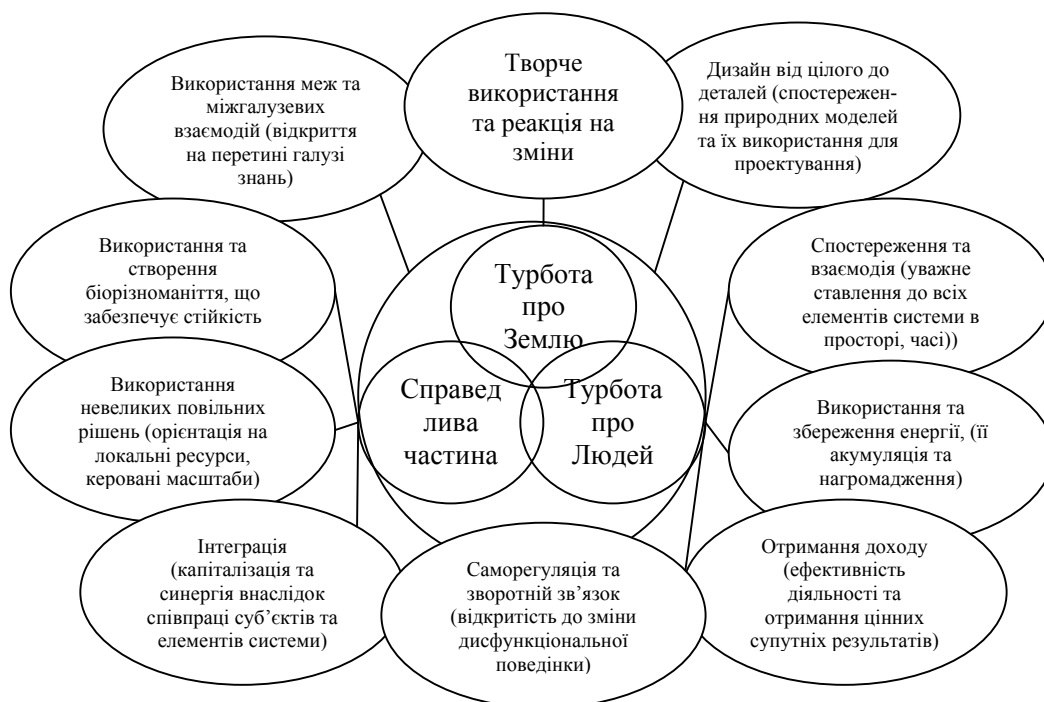 Використання меж та
міжгалузевих
взаємодій (відкриття
на перетині галузі
знань)
Творче
використання
та реакція на
зміни
Дизайн від цілого до
деталей (спостережен-
ня природних моделей
та їх використання для
проектування)
Використання та
створення
біорізноманіття, що
забезпечує стійкість
Турбота
про
Землю
Спостереження та
взаємодія (уважне
ставлення до всіх
елементів системи в
просторі, часі))
Використання
невеликих повільних
рішень (орієнтація на
локальні ресурси,
керовані масштаби)
Справед
лива
частина
Турбота
про
Людей
Використання та
збереження енергії, (її
акумуляція та
нагромадження)
Інтеграція
(капіталізація та
синергія внаслідок
співпраці суб’єктів та
елементів системи)
Саморегуляція та
зворотній зв’язок
(відкритість до зміни
дисфункціональної
поведінки)
Отримання доходу
(ефективність
діяльності та
отримання цінних
супутніх результатів)